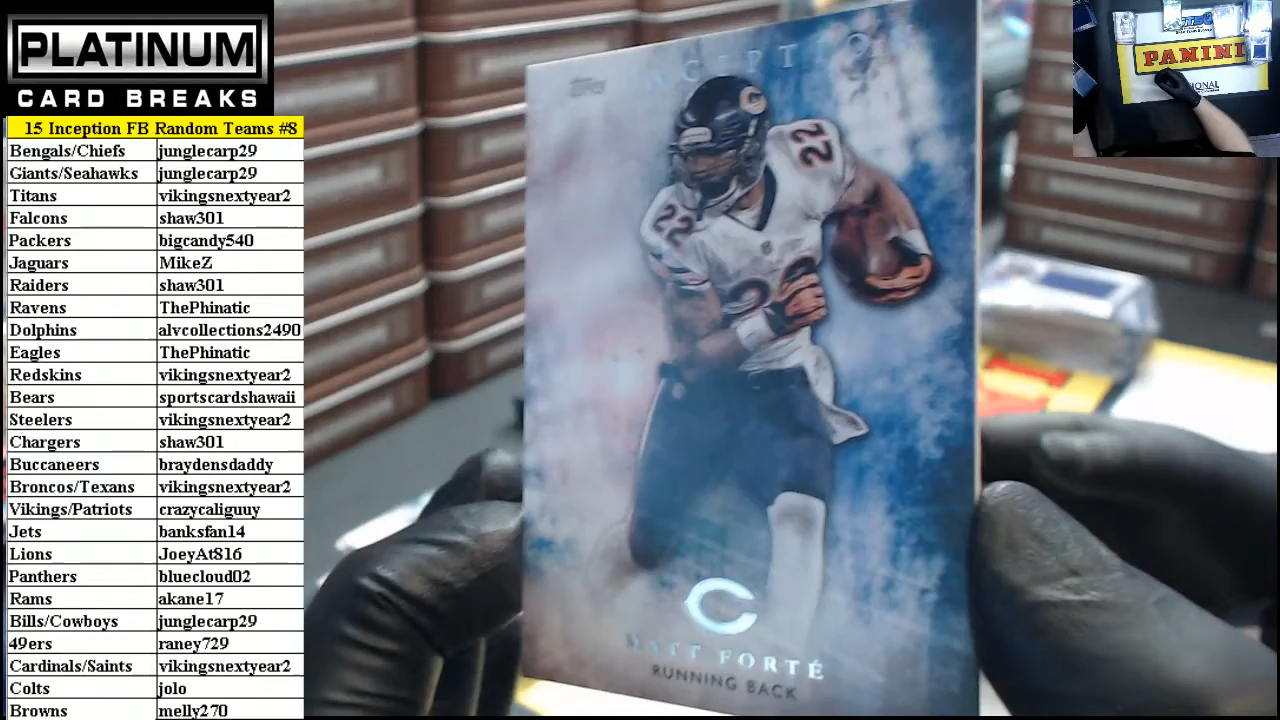 PLATINUM
CARD BREAKS
15 Inception FB Random Teams #8
Bengals/Chiefs junglecarp29
Giants/Seahawks junglecarp29
Titans vikingsnextyear2
Falcons shaw301
Packers bigcandy540
Jaguars MikeZ
Raiders shaw301
Ravens ThePhinatic
Dolphins alvcollections2490
Eagles ThePhinatic
Redskins vikingsnextyear2
Bears sportscardshawaii
Steelers vikingsnextyear2
Chargers shaw301
Buccaneers braydensdaddy
Broncos/Texans vikingsnextyear2
Vikings/Patriots crazycaliguuy
Jets banksfan14
Lions JoeyAt816
Panthers bluecloud02
Rams akane17
Bills/Cowboys junglecarp29
49ers raney729
Cardinals/Saints vikingsnextyear2
Colts jolo
Browns melly270
Topps
22
22
C
MATT FORTÉ
RUNNING BACK
PANINI